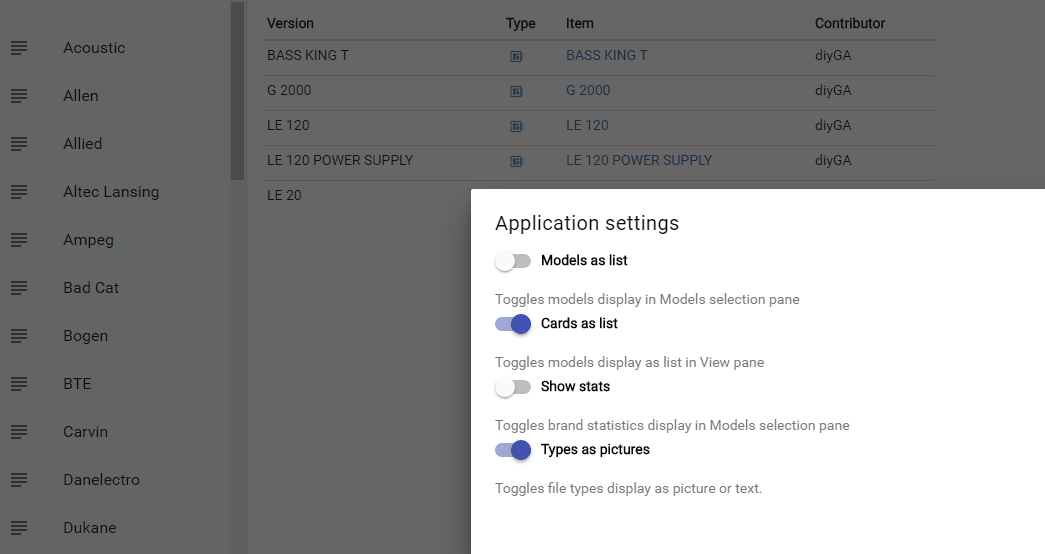 Acoustic
Allen
Allied
Altec Lansing
Ampeg
Bad Cat
Bogen
BTE
Carvin
Danelectro
Dukane
Version Type Item Contributor
BASS KING T BASS KING T diyGA
G 2000 G 2000 diyGA
LE 120 LE 120 diyGA
LE 120 POWER SUPPLY LE 120 POWER SUPPLY diyGA
LE 20
Application settings
Models as list
Toggles models display in Models selection pane
Cards as list
Toggles models display as list in View pane
Show stats
Toggles brand statistics display in Models selection pane
Types as pictures
Toggles file types display as picture or text.